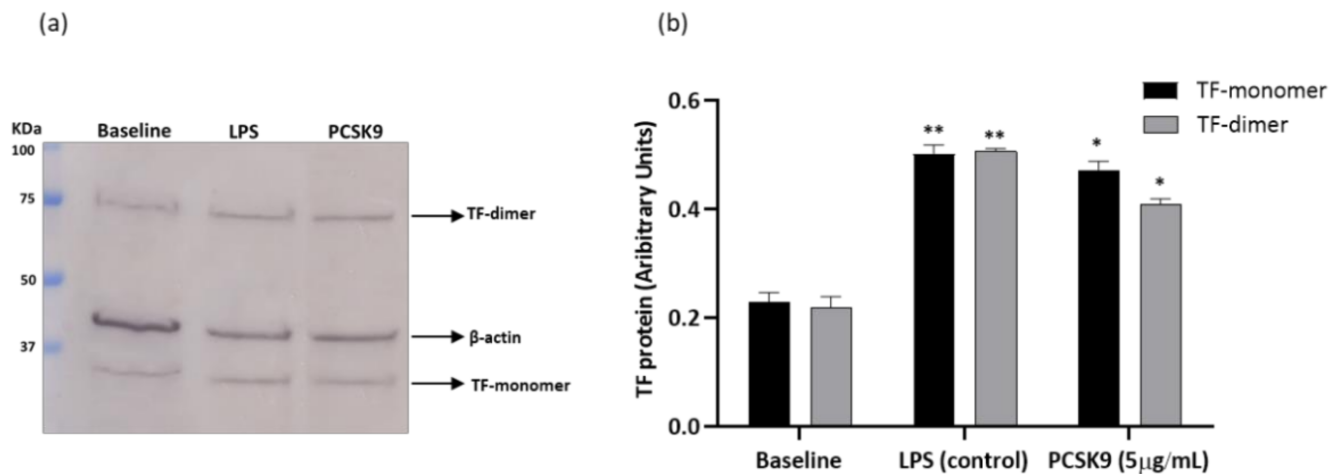 (a)
KDa
Baseline LPS PCSK9
100
75
TF-dimer
50
β-actin
37
TF-monomer
(b)
TF-monomer
TF-dimer
TF protein (Aribitrary Units)
0.6
0.4
0.2
0.0
** ** * *
Baseline LPS (control) PCSK9 (5µg/mL)